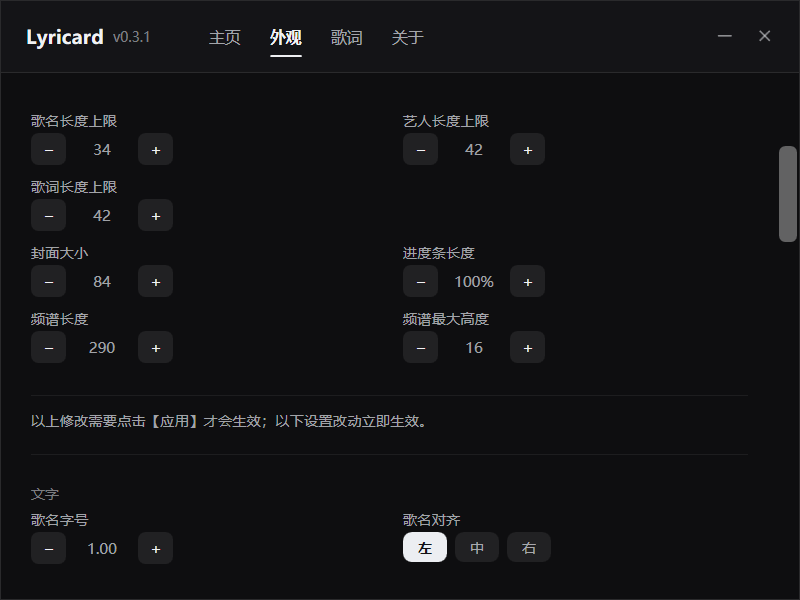 Lyricard v0.3.1 主页 外观 歌词 关于
歌名长度上限 艺人长度上限
– 34 + – 42 +
歌词长度上限
– 42 +
封面大小 进度条长度
– 84 + – 100% +
频谱长度 频谱最大高度
– 290 + – 16 +
以上修改需要点击【应用】才会生效；以下设置改动立即生效。
文字
歌名字号 歌名对齐
– 1.00 + 左 中 右